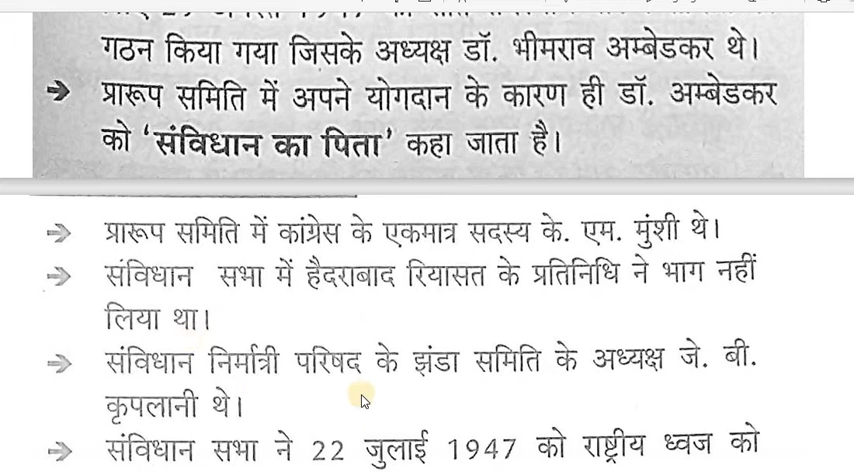 गठन किया गया जिसके अध्यक्ष डॉ. भीमराव अम्बेडकर थे।
➔ प्रारूप समिति में अपने योगदान के कारण ही डॉ. अम्बेडकर
को ‘संविधान का पिता’ कहा जाता है।
➔ प्रारूप समिति में कांग्रेस के एकमात्र सदस्य के. एम. मुंशी थे।
➔ संविधान सभा में हैदराबाद रियासत के प्रतिनिधि ने भाग नहीं
लिया था।
➔ संविधान निर्मात्री परिषद के झंडा समिति के अध्यक्ष जे. बी.
कृपलानी थे।
➔ संविधान सभा ने 22 जुलाई 1947 को राष्ट्रीय ध्वज को